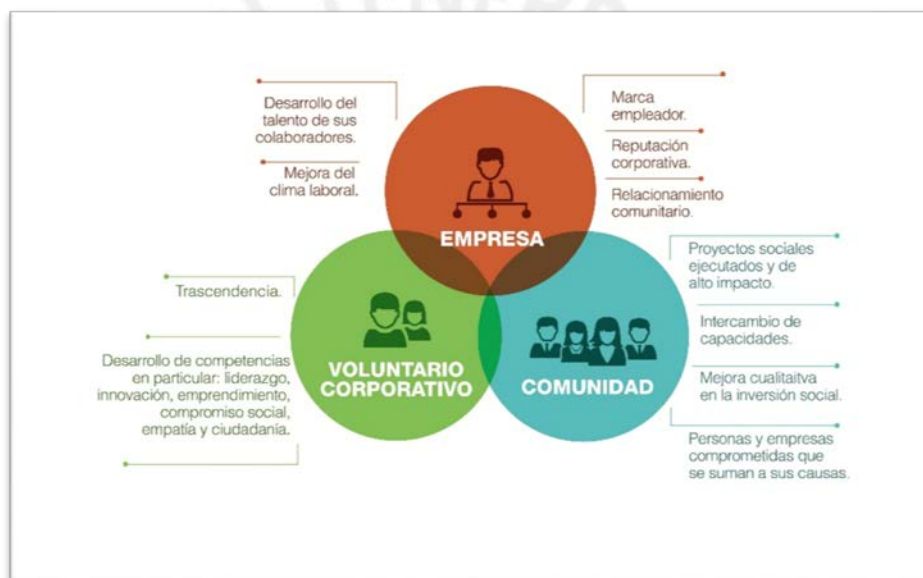 Desarrollo del
talento de sus
colaboradores.
Mejora del
clima laboral.
Marca
empleador.
Reputación
corporativa.
Relacionamiento
comunitario.
EMPRESA
Trascendencia.
Desarrollo de competencias
en particular: liderazgo,
innovación, emprendimiento,
compromiso social,
empatía y ciudadanía.
VOLUNTARIO
CORPORATIVO
COMUNIDAD
Proyectos sociales
ejecutados y de
alto impacto.
Intercambio de
capacidades.
Mejora cualitaitva
en la inversión social.
Personas y empresas
comprometidas que
se suman a sus causas.